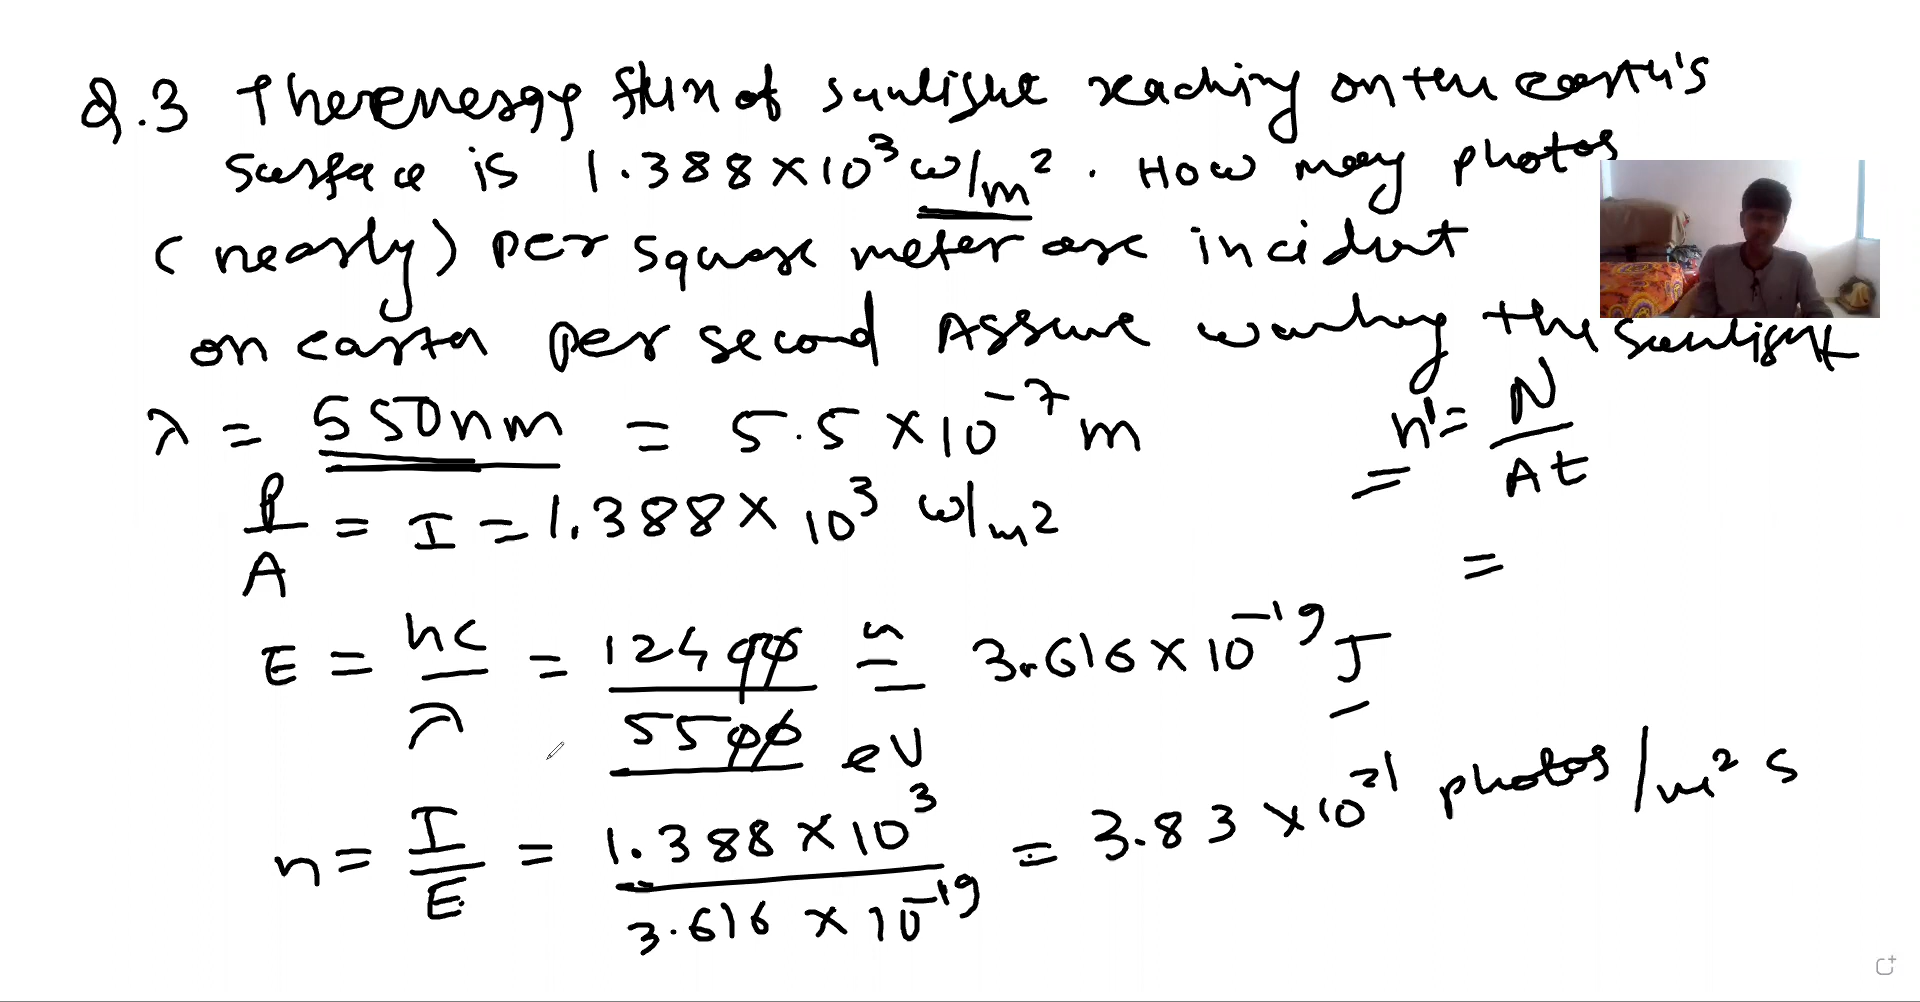 Q.3 The energy flux of sunlight reaching on the earth's
surface is 1.388 × 10³ w/m². How many photos
(nearly) per square meter are incident
on earth per second Assume the sunlight
λ = 550nm = 5.5 × 10⁻⁷ m
n' = N/At
P/A = I = 1.388 × 10³ w/m²
=
E = hc/λ = 12400/5500 eV ≅ 3.616 × 10⁻¹⁹ J
n = I/E = 1.388 × 10³ / 3.616 × 10⁻¹⁹ = 3.83 × 10²¹ photos/m² s